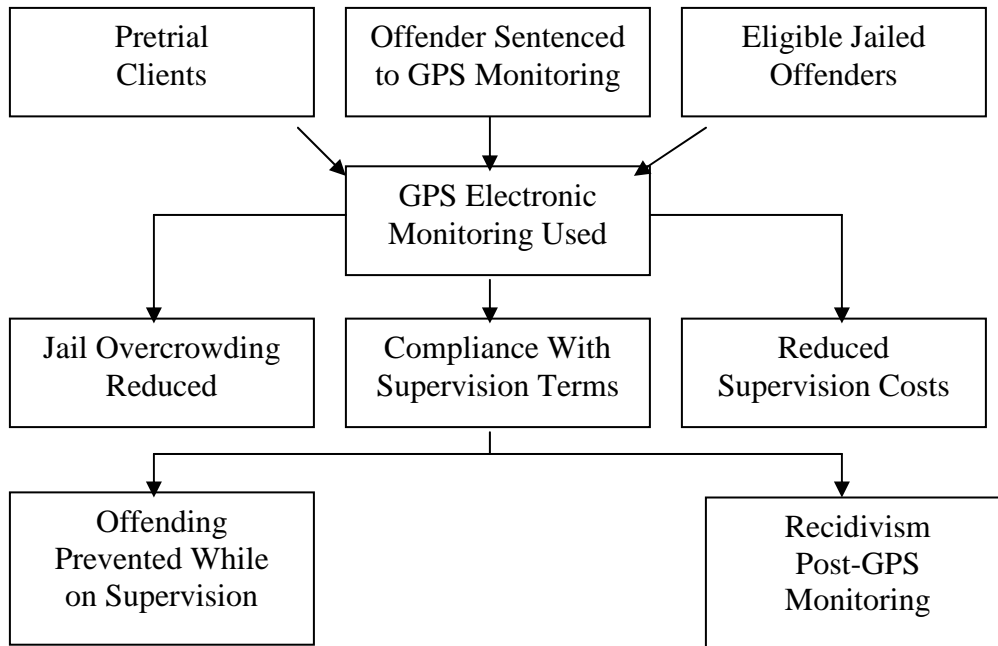 Pretrial
Clients
Offender Sentenced
to GPS Monitoring
Eligible Jailed
Offenders
GPS Electronic
Monitoring Used
Jail Overcrowding
Reduced
Compliance With
Supervision Terms
Reduced
Supervision Costs
Offending
Prevented While
on Supervision
Recidivism
Post-GPS
Monitoring